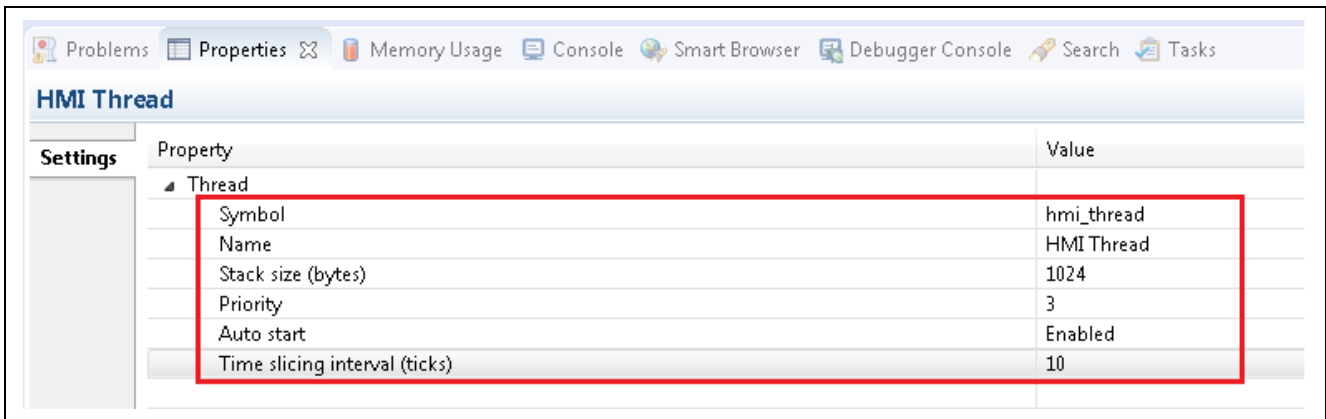 Problems Properties Memory Usage Console Smart Browser Debugger Console Search Tasks
HMI Thread
Settings Property Value
Thread
Symbol hmi_thread
Name HMI Thread
Stack size (bytes) 1024
Priority 3
Auto start Enabled
Time slicing interval (ticks) 10